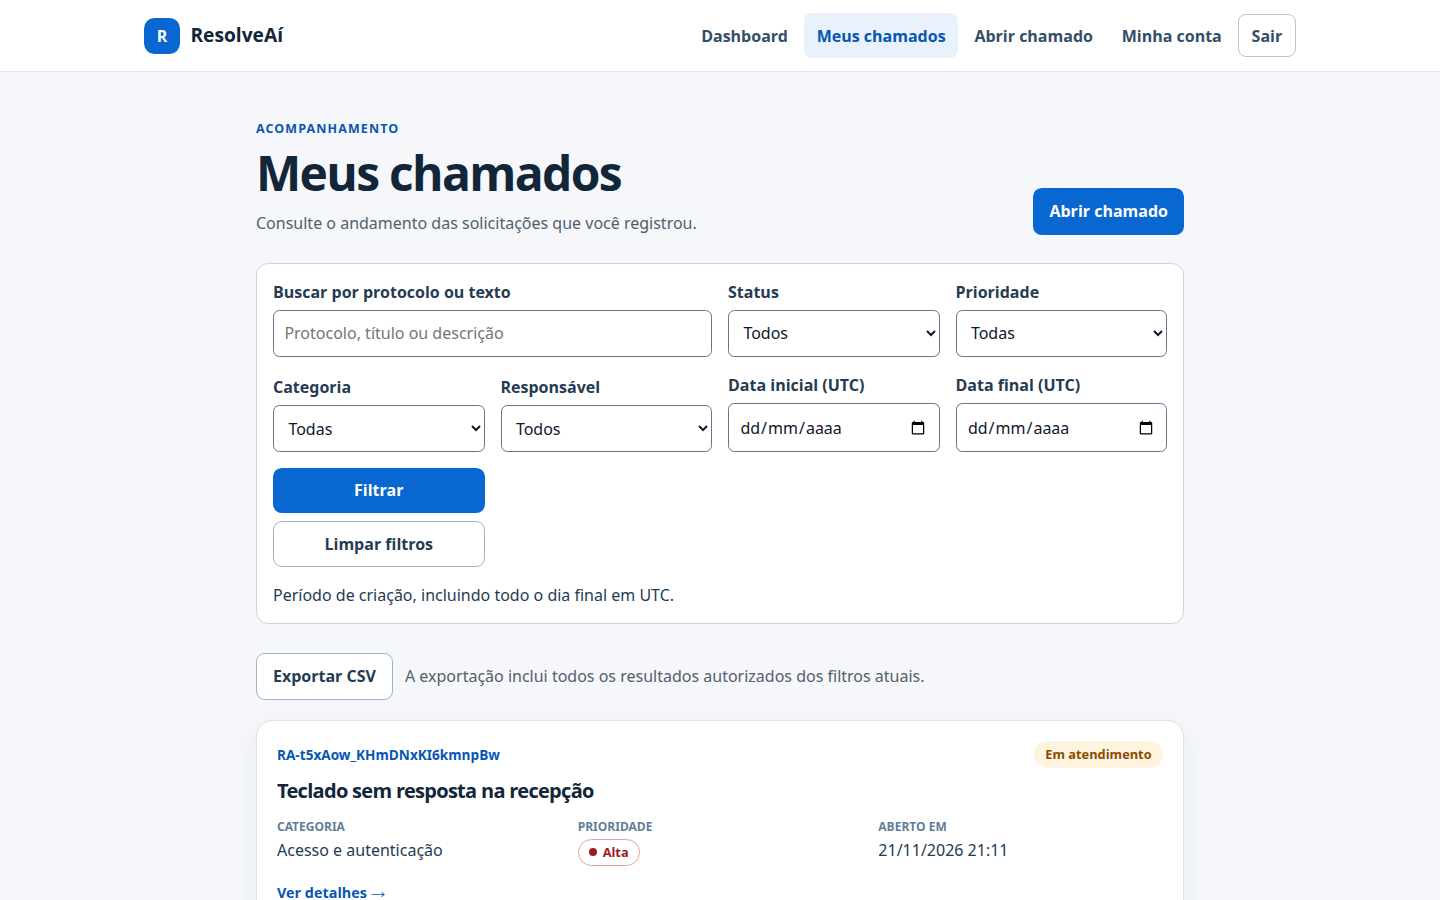 R
ResolveAí
Dashboard
Meus chamados
Abrir chamado
Minha conta
Sair
ACOMPANHAMENTO
Meus chamados
Consulte o andamento das solicitações que você registrou.
Abrir chamado
Buscar por protocolo ou texto
Status
Prioridade
Protocolo, título ou descrição
Todos
Todas
Categoria
Responsável
Data inicial (UTC)
Data final (UTC)
Todas
Todos
dd/mm/aaaa
dd/mm/aaaa
Filtrar
Limpar filtros
Período de criação, incluindo todo o dia final em UTC.
Exportar CSV
A exportação inclui todos os resultados autorizados dos filtros atuais.
RA-t5xAow_KHmDNxKI6kmnpBw
Em atendimento
Teclado sem resposta na recepção
CATEGORIA
PRIORIDADE
ABERTO EM
Acesso e autenticação
Alta
21/11/2026 21:11
Ver detalhes →